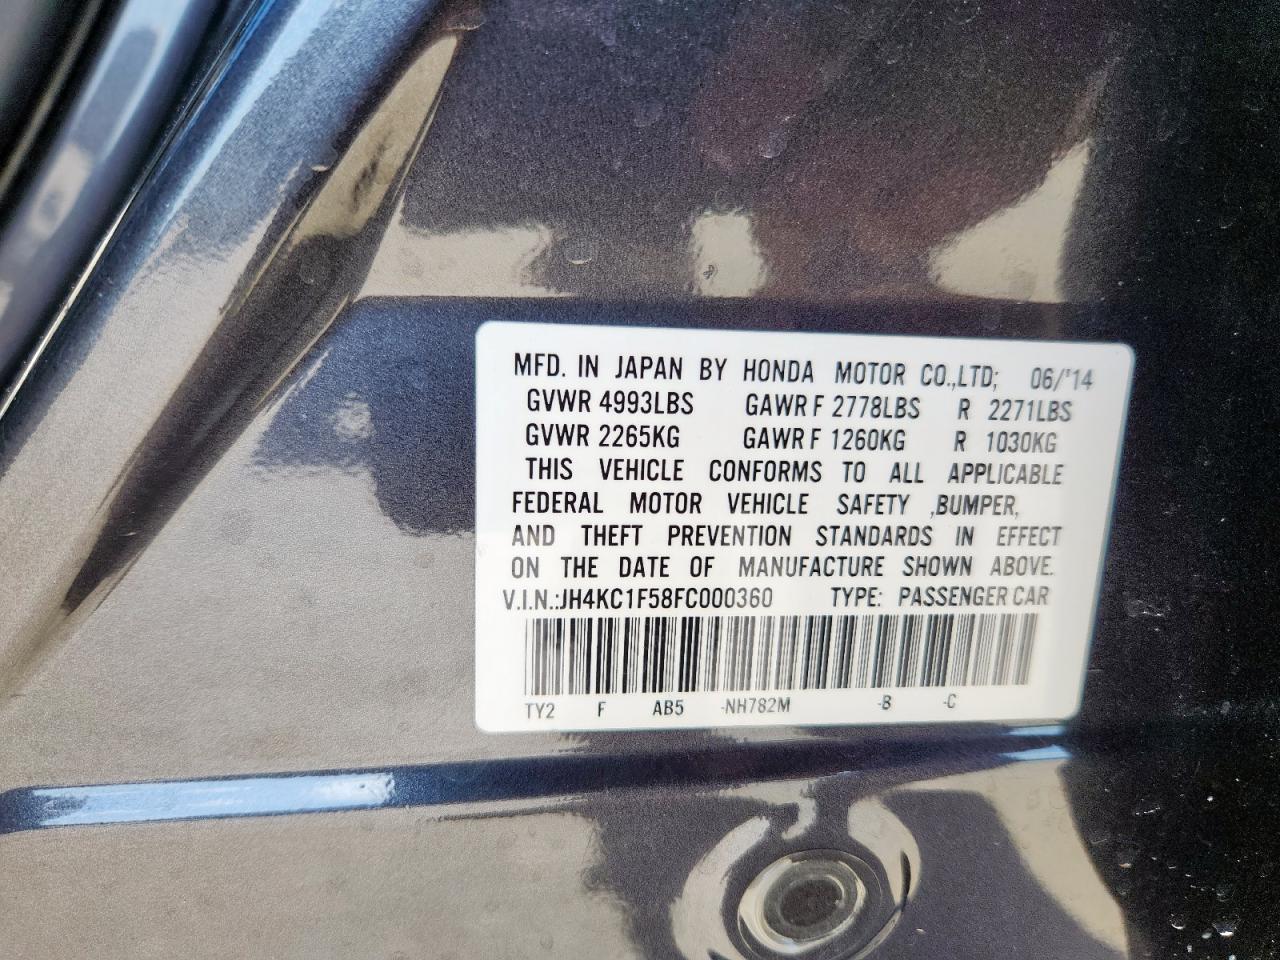 MFD. IN JAPAN BY HONDA MOTOR CO.,LTD; 06/'14
GVWR 4993LBS GAWR F 2778LBS R 2271LBS
GVWR 2265KG GAWR F 1260KG R 1030KG
THIS VEHICLE CONFORMS TO ALL APPLICABLE
FEDERAL MOTOR VEHICLE SAFETY ,BUMPER,
AND THEFT PREVENTION STANDARDS IN EFFECT
ON THE DATE OF MANUFACTURE SHOWN ABOVE.
V.I.N.:JH4KC1F58FC000360 TYPE: PASSENGER CAR
TY2 F AB5 -NH782M -B -C